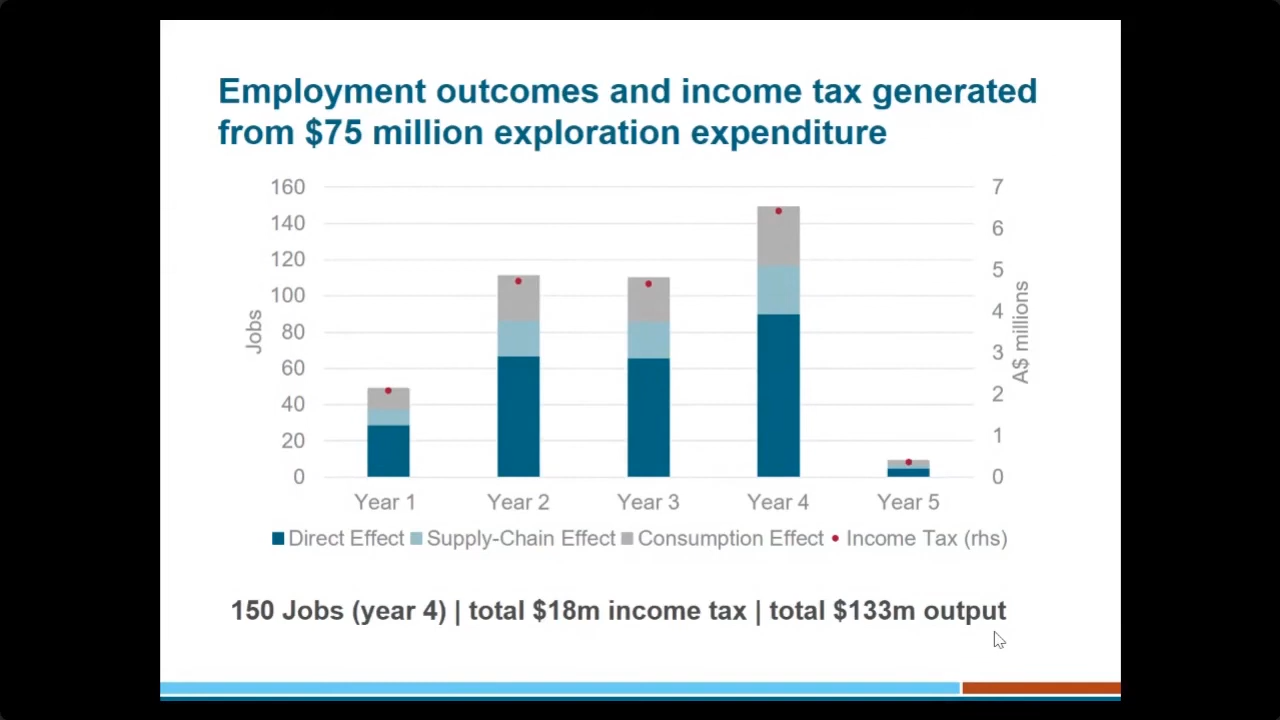 Employment outcomes and income tax generated
from $75 million exploration expenditure
160
140
120
100
80
60
40
20
0
Jobs
7
6
5
4
3
2
1
0
A$ millions
Year 1 Year 2 Year 3 Year 4 Year 5
Direct Effect Supply-Chain Effect Consumption Effect Income Tax (rhs)
150 Jobs (year 4) | total $18m income tax | total $133m output